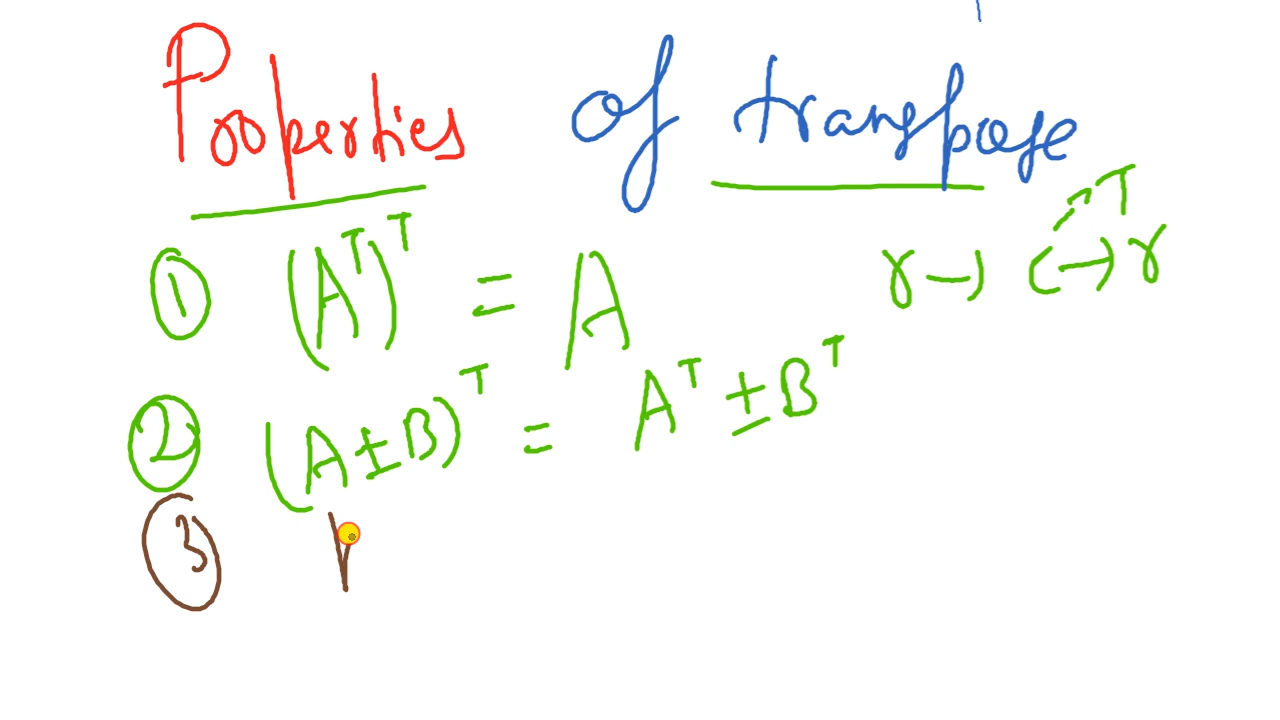 Properties of transpose
① (Aᵀ)ᵀ = A r → c → r ᵀ
② (A±B)ᵀ = Aᵀ ± Bᵀ
③